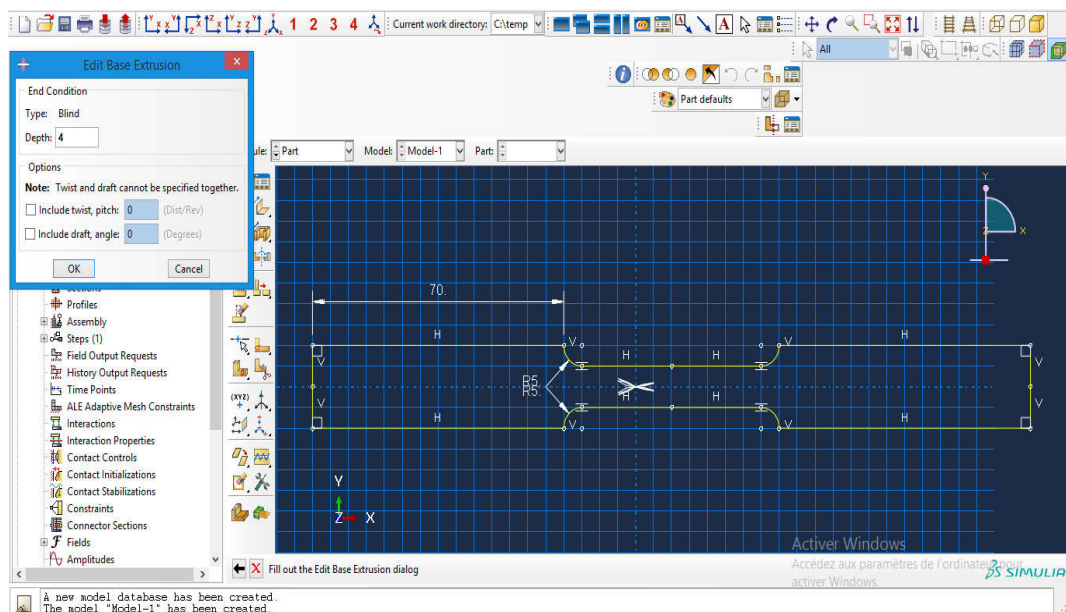 1 2 3 4 Current work directory: C:\temp
All
Edit Base Extrusion
End Condition
Type: Blind
Depth: 4
Options
Note: Twist and draft cannot be specified together.
Include twist, pitch: 0 (Dist/Rev)
Include draft, angle: 0 (Degrees)
OK Cancel
Part defaults
Part Model: Model-1 Part:
Profiles
Assembly
Steps (1)
Field Output Requests
History Output Requests
Time Points
ALE Adaptive Mesh Constraints
Interactions
Interaction Properties
Contact Controls
Contact Initializations
Contact Stabilizations
Constraints
Connector Sections
Fields
Amplitudes
(XYZ)
Y
Z X
70.
H H
V V V V
H H
R5.
H H
V V V V
H H
Y
Z X
Activer Windows
Accédez aux paramètres de l'ordinateur pour
activer Windows.
SIMULIA
Fill out the Edit Base Extrusion dialog
A new model database has been created.
The model "Model-1" has been created.